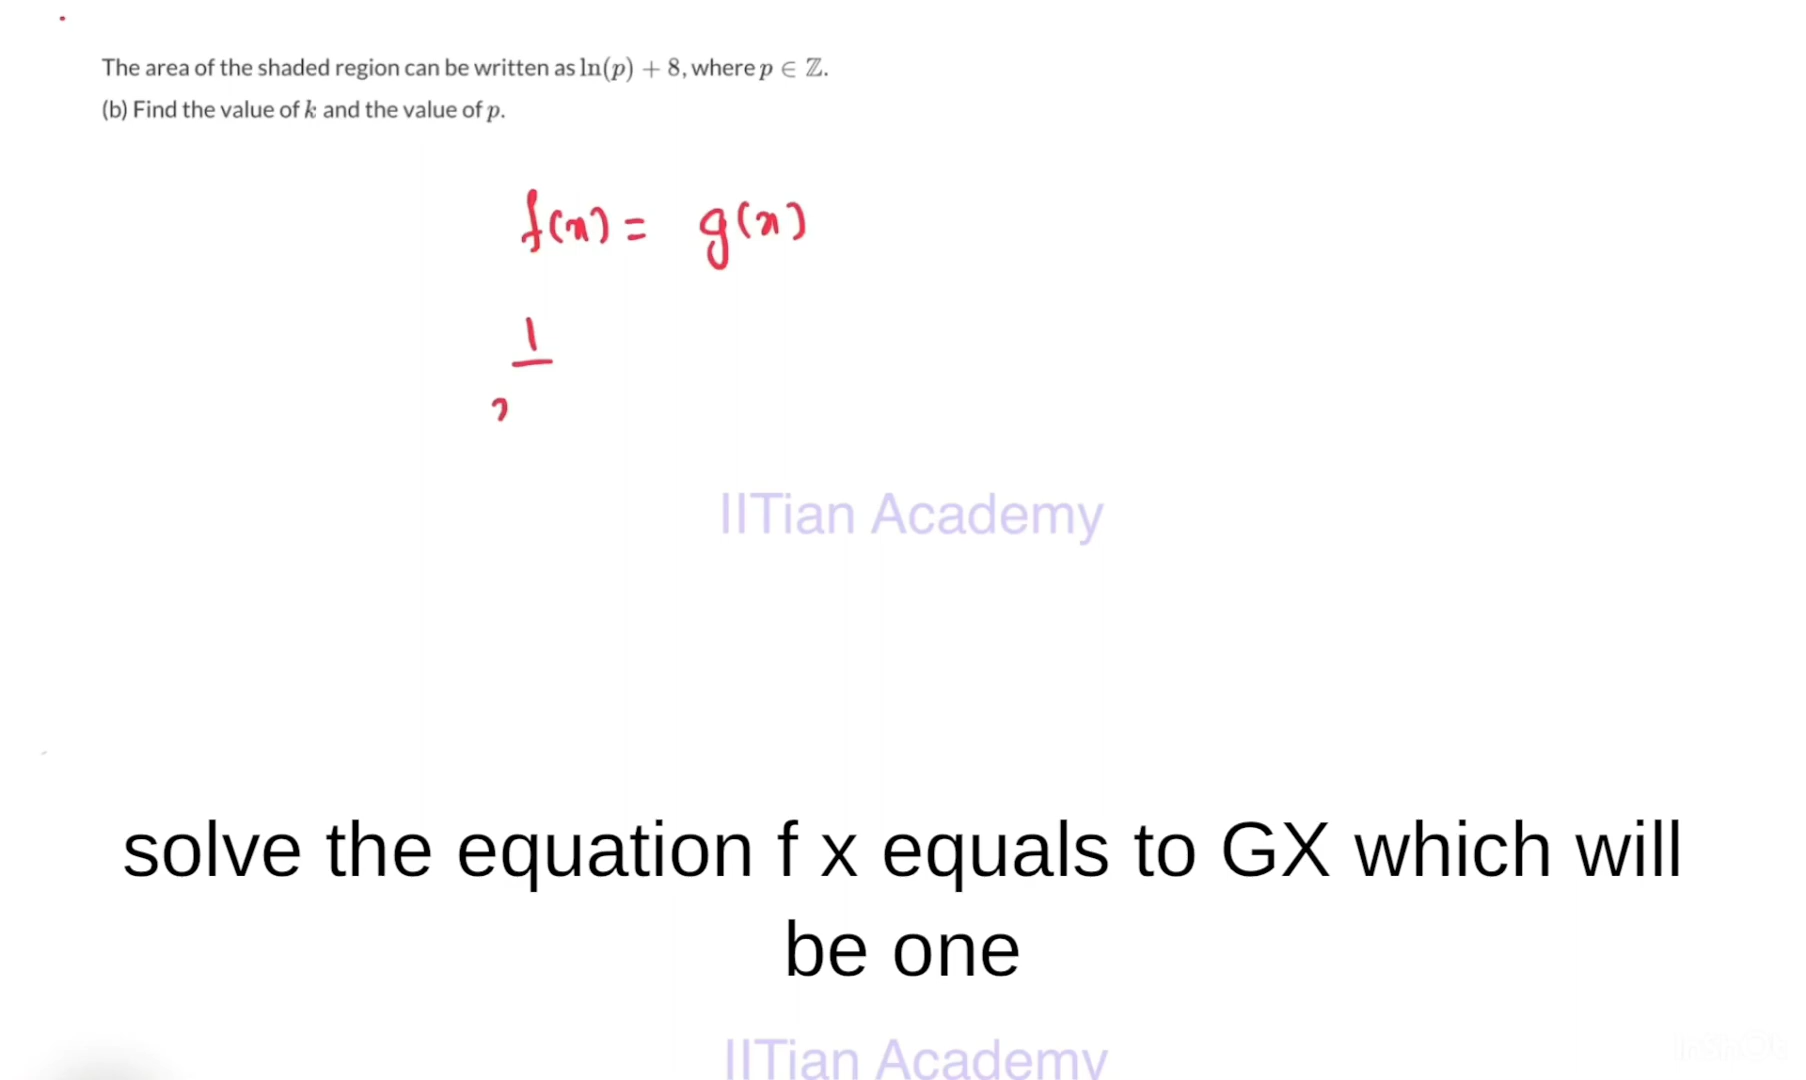 The area of the shaded region can be written as ln(p) + 8, where p ∈ ℤ.
(b) Find the value of k and the value of p.
f(x) = g(x)
1
IITian Academy
solve the equation f x equals to GX which will
be one
IITian Academy